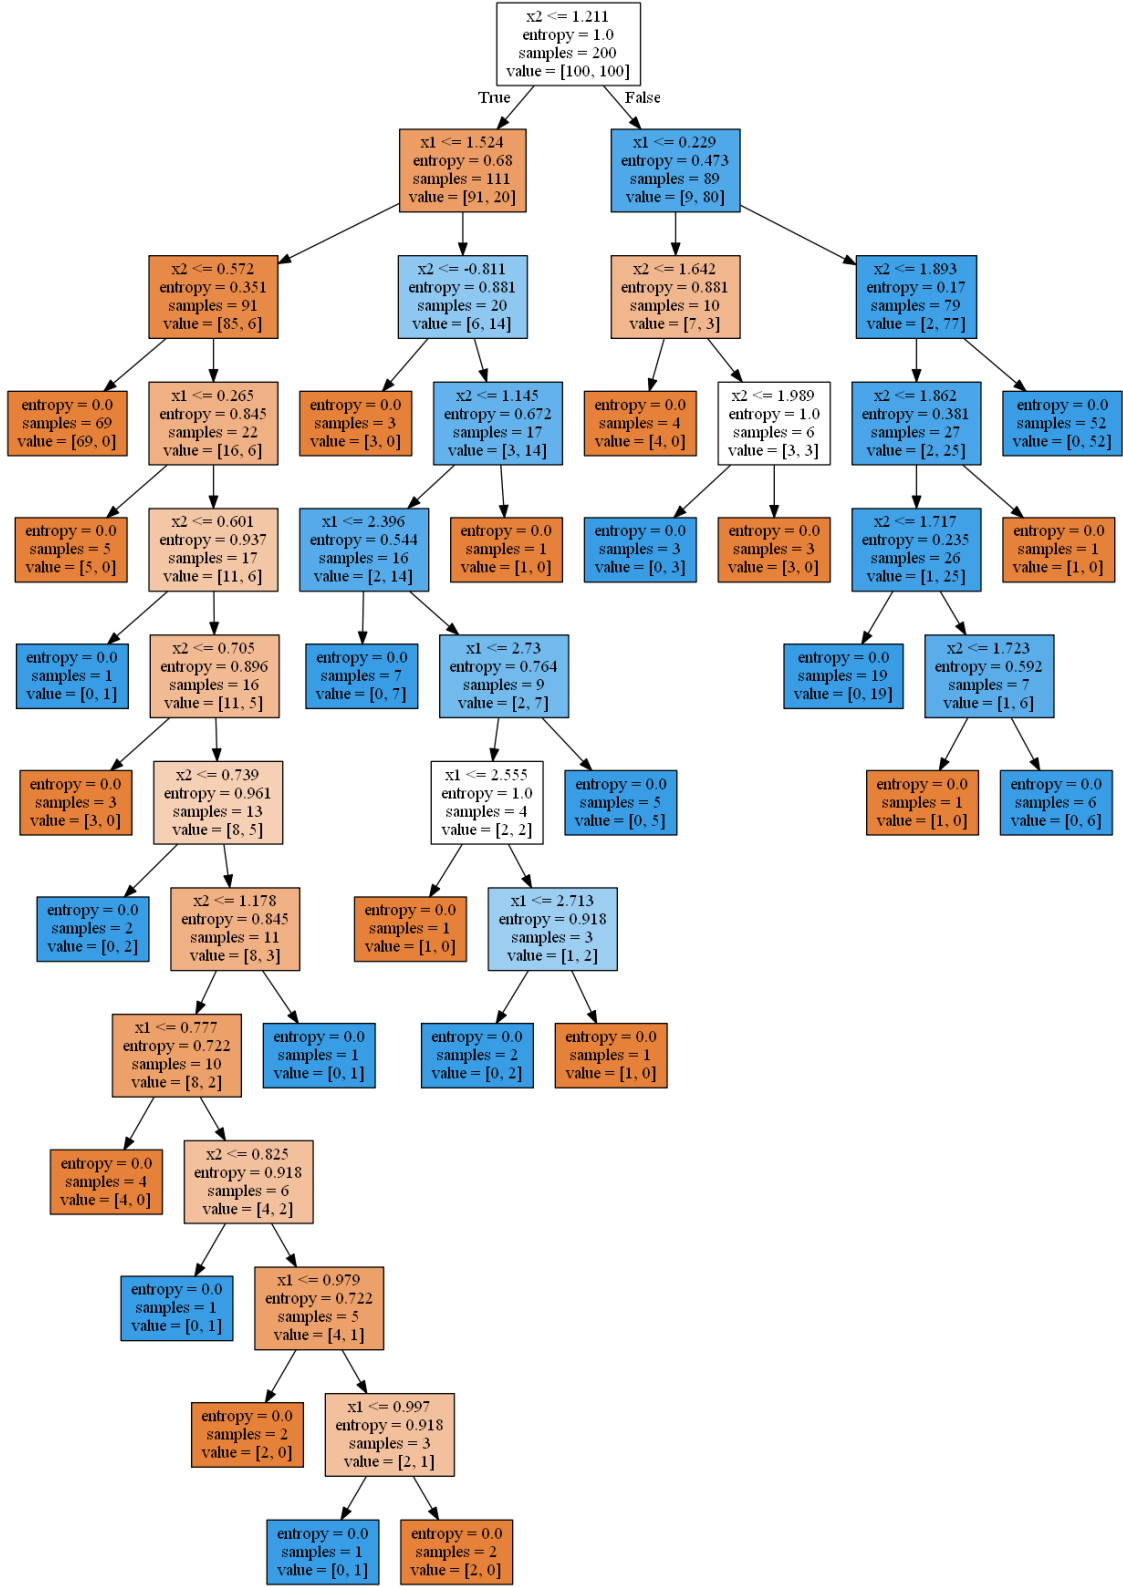 x2 <= 1.211
entropy = 1.0
samples = 200
value = [100, 100]
True
False
x1 <= 1.524
entropy = 0.68
samples = 111
value = [91, 20]
x1 <= 0.229
entropy = 0.473
samples = 89
value = [9, 80]
x2 <= 0.572
entropy = 0.351
samples = 91
value = [85, 6]
x2 <= -0.811
entropy = 0.881
samples = 20
value = [6, 14]
x2 <= 1.642
entropy = 0.881
samples = 10
value = [7, 3]
x2 <= 1.893
entropy = 0.17
samples = 79
value = [2, 77]
entropy = 0.0
samples = 69
value = [69, 0]
x1 <= 0.265
entropy = 0.845
samples = 22
value = [16, 6]
entropy = 0.0
samples = 3
value = [3, 0]
x2 <= 1.145
entropy = 0.672
samples = 17
value = [3, 14]
entropy = 0.0
samples = 4
value = [4, 0]
x2 <= 1.989
entropy = 1.0
samples = 6
value = [3, 3]
x2 <= 1.862
entropy = 0.381
samples = 27
value = [2, 25]
entropy = 0.0
samples = 52
value = [0, 52]
entropy = 0.0
samples = 5
value = [5, 0]
x2 <= 0.601
entropy = 0.937
samples = 17
value = [11, 6]
x1 <= 2.396
entropy = 0.544
samples = 16
value = [2, 14]
entropy = 0.0
samples = 1
value = [1, 0]
entropy = 0.0
samples = 3
value = [0, 3]
entropy = 0.0
samples = 3
value = [3, 0]
x2 <= 1.717
entropy = 0.235
samples = 26
value = [1, 25]
entropy = 0.0
samples = 1
value = [1, 0]
entropy = 0.0
samples = 1
value = [0, 1]
x2 <= 0.705
entropy = 0.896
samples = 16
value = [11, 5]
entropy = 0.0
samples = 7
value = [0, 7]
x1 <= 2.73
entropy = 0.764
samples = 9
value = [2, 7]
entropy = 0.0
samples = 19
value = [0, 19]
x2 <= 1.723
entropy = 0.592
samples = 7
value = [1, 6]
entropy = 0.0
samples = 3
value = [3, 0]
x2 <= 0.739
entropy = 0.961
samples = 13
value = [8, 5]
x1 <= 2.555
entropy = 1.0
samples = 4
value = [2, 2]
entropy = 0.0
samples = 5
value = [0, 5]
entropy = 0.0
samples = 1
value = [1, 0]
entropy = 0.0
samples = 6
value = [0, 6]
entropy = 0.0
samples = 2
value = [0, 2]
x2 <= 1.178
entropy = 0.845
samples = 11
value = [8, 3]
entropy = 0.0
samples = 1
value = [1, 0]
x1 <= 2.713
entropy = 0.918
samples = 3
value = [1, 2]
x1 <= 0.777
entropy = 0.722
samples = 10
value = [8, 2]
entropy = 0.0
samples = 1
value = [0, 1]
entropy = 0.0
samples = 2
value = [0, 2]
entropy = 0.0
samples = 1
value = [1, 0]
entropy = 0.0
samples = 4
value = [4, 0]
x2 <= 0.825
entropy = 0.918
samples = 6
value = [4, 2]
entropy = 0.0
samples = 1
value = [0, 1]
x1 <= 0.979
entropy = 0.722
samples = 5
value = [4, 1]
entropy = 0.0
samples = 2
value = [2, 0]
x1 <= 0.997
entropy = 0.918
samples = 3
value = [2, 1]
entropy = 0.0
samples = 1
value = [0, 1]
entropy = 0.0
samples = 2
value = [2, 0]